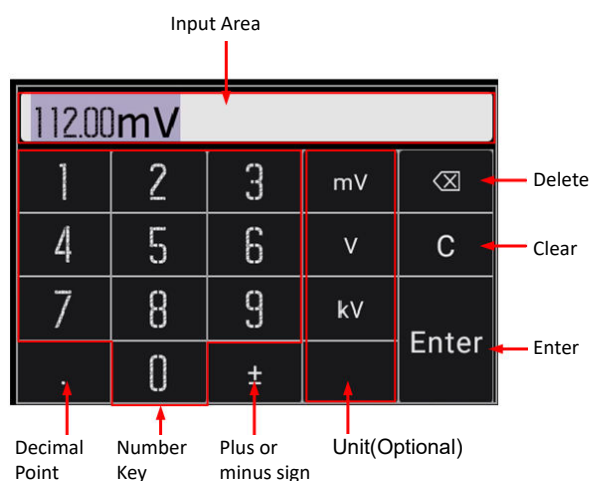 Input Area
112.00mV
1 2 3 mV ⌫ Delete
4 5 6 V C Clear
7 8 9 kV
Enter Enter
. 0 ±
Decimal Point
Number Key
Plus or minus sign
Unit(Optional)